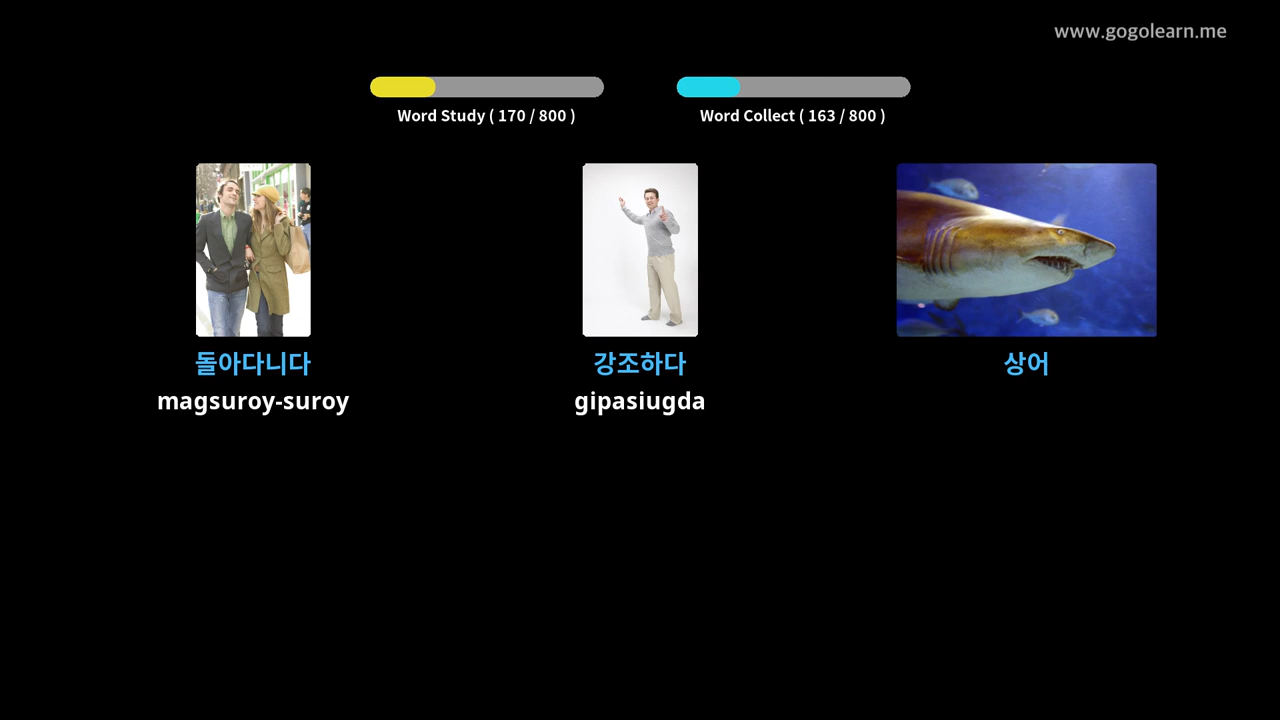 www.gogolearn.me
Word Study ( 170 / 800 )
Word Collect ( 163 / 800 )
돌아다니다
강조하다
상어
magsuroy-suroy
gipasiugda